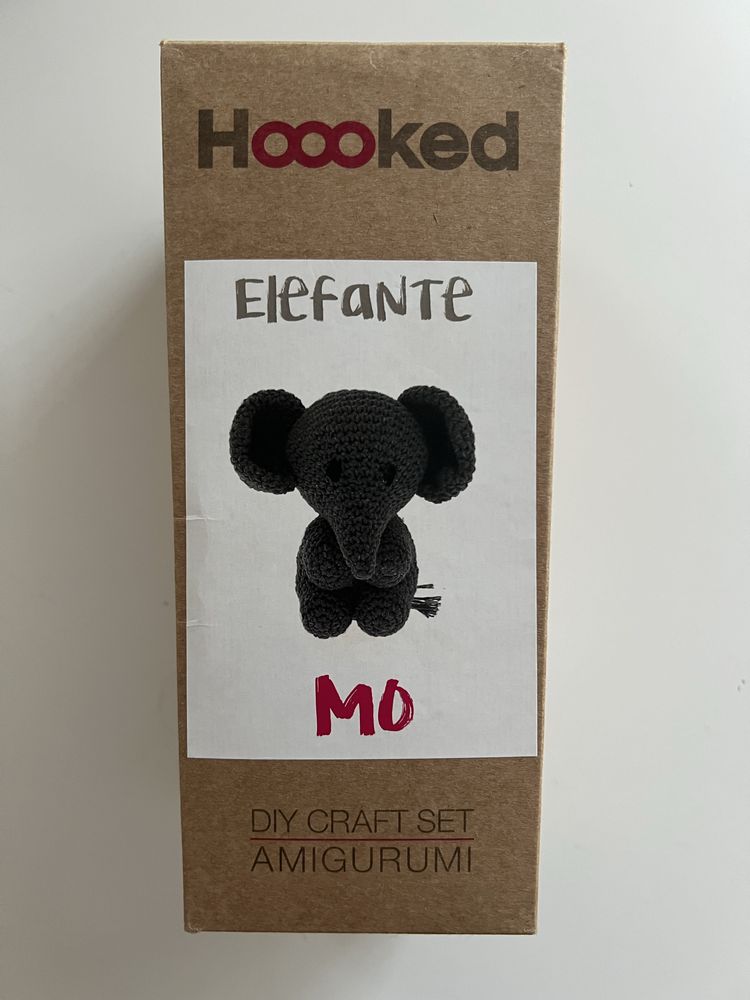 Hoooked
Elefante
MO
DIY CRAFT SET
AMIGURUMI